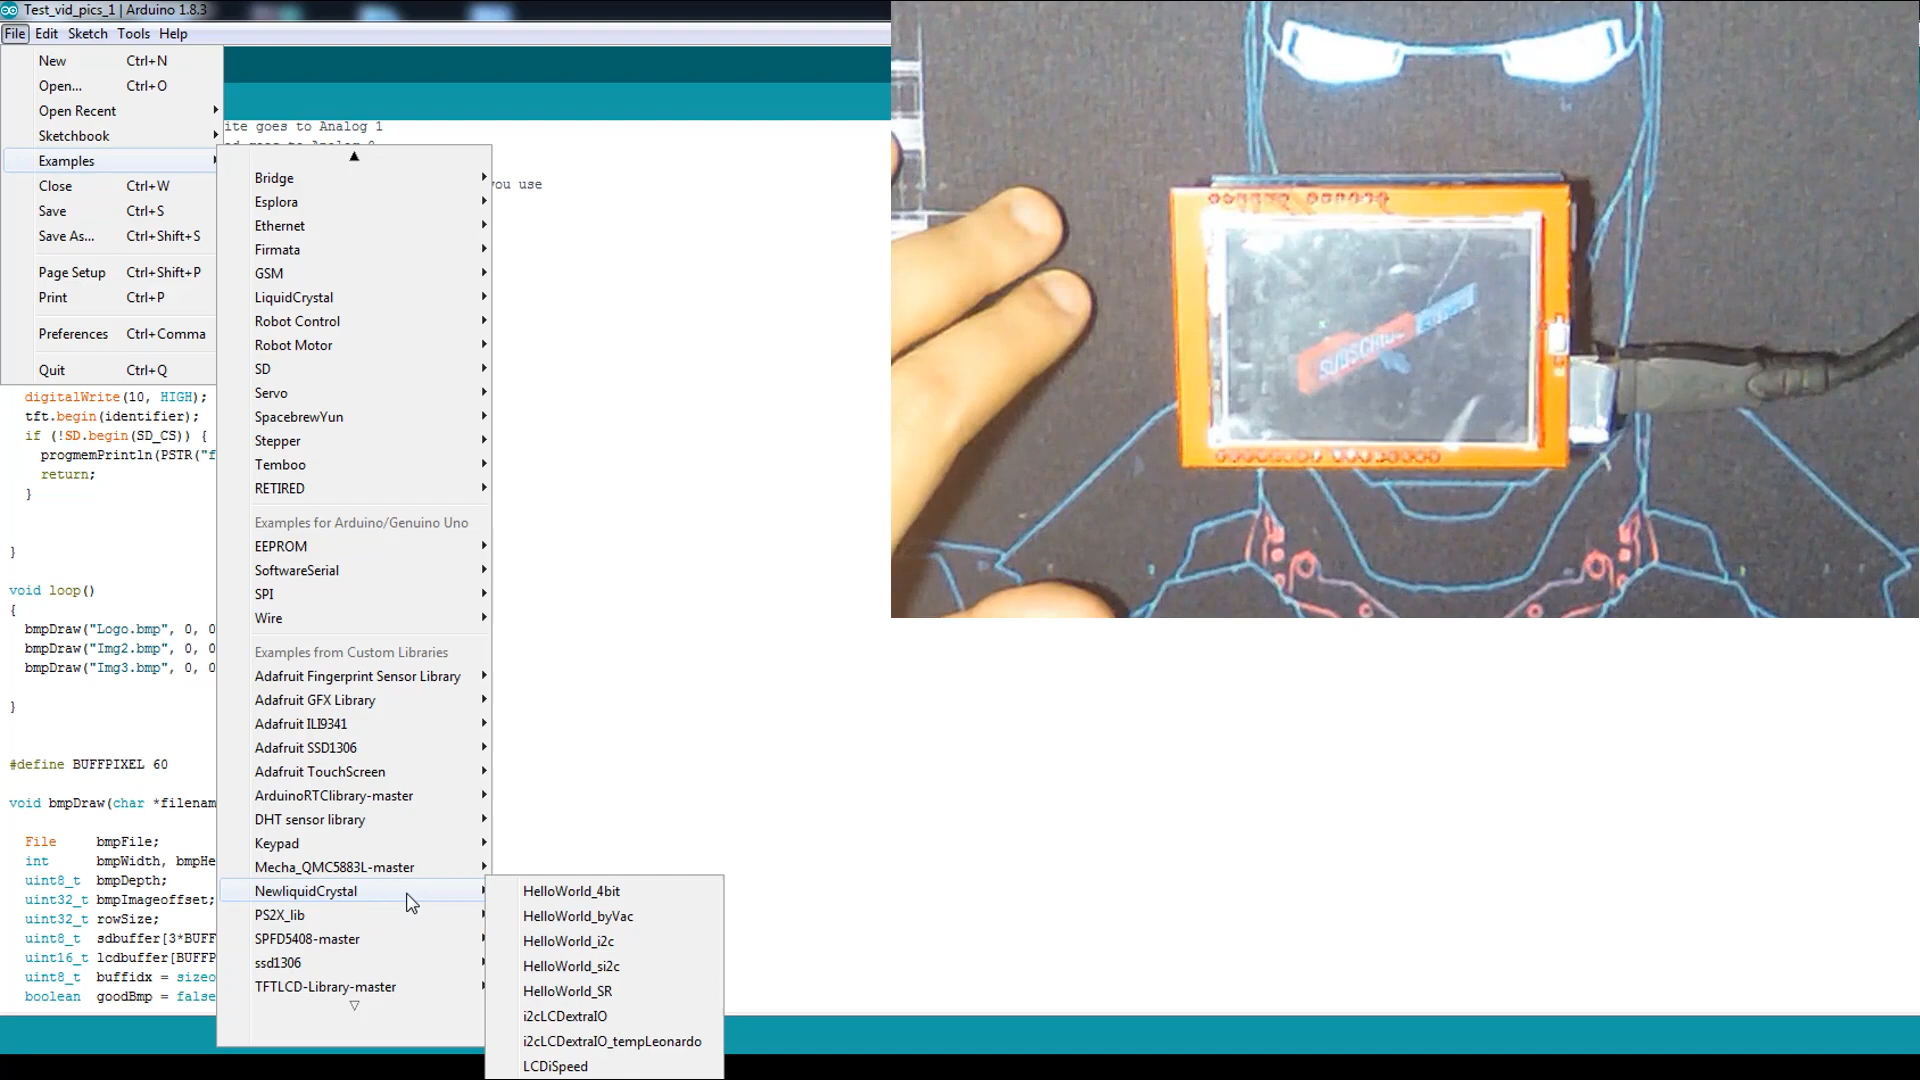 Test_vid_pics_1 | Arduino 1.8.3
File Edit Sketch Tools Help
New Ctrl+N
Open... Ctrl+O
Open Recent
Sketchbook
Examples
Close Ctrl+W
Save Ctrl+S
Save As... Ctrl+Shift+S
Page Setup Ctrl+Shift+P
Print Ctrl+P
Preferences Ctrl+Comma
Quit Ctrl+Q
ite goes to Analog 1
you use
Bridge
Esplora
Ethernet
Firmata
GSM
LiquidCrystal
Robot Control
Robot Motor
SD
Servo
SpacebrewYun
Stepper
Temboo
RETIRED
Examples for Arduino/Genuino Uno
EEPROM
SoftwareSerial
SPI
Wire
Examples from Custom Libraries
Adafruit Fingerprint Sensor Library
Adafruit GFX Library
Adafruit ILI9341
Adafruit SSD1306
Adafruit TouchScreen
ArduinoRTClibrary-master
DHT sensor library
Keypad
Mecha_QMC5883L-master
NewliquidCrystal
PS2X_lib
SPFD5408-master
ssd1306
TFTLCD-Library-master
HelloWorld_4bit
HelloWorld_byVac
HelloWorld_i2c
HelloWorld_si2c
HelloWorld_SR
i2cLCDextraIO
i2cLCDextraIO_tempLeonardo
LCDiSpeed
digitalWrite(10, HIGH);
tft.begin(identifier);
if (!SD.begin(SD_CS)) {
progmemPrintln(PSTR("f
return;
}
}
void loop()
{
bmpDraw("Logo.bmp", 0, 0
bmpDraw("Img2.bmp", 0, 0
bmpDraw("Img3.bmp", 0, 0
}
#define BUFFPIXEL 60
void bmpDraw(char *filenam
File bmpFile;
int bmpWidth, bmpHe
uint8_t bmpDepth;
uint32_t bmpImageoffset;
uint32_t rowSize;
uint8_t sdbuffer[3*BUFF
uint16_t lcdbuffer[BUFFP
uint8_t buffidx = sizeo
boolean goodBmp = false
SUBSCRIBE